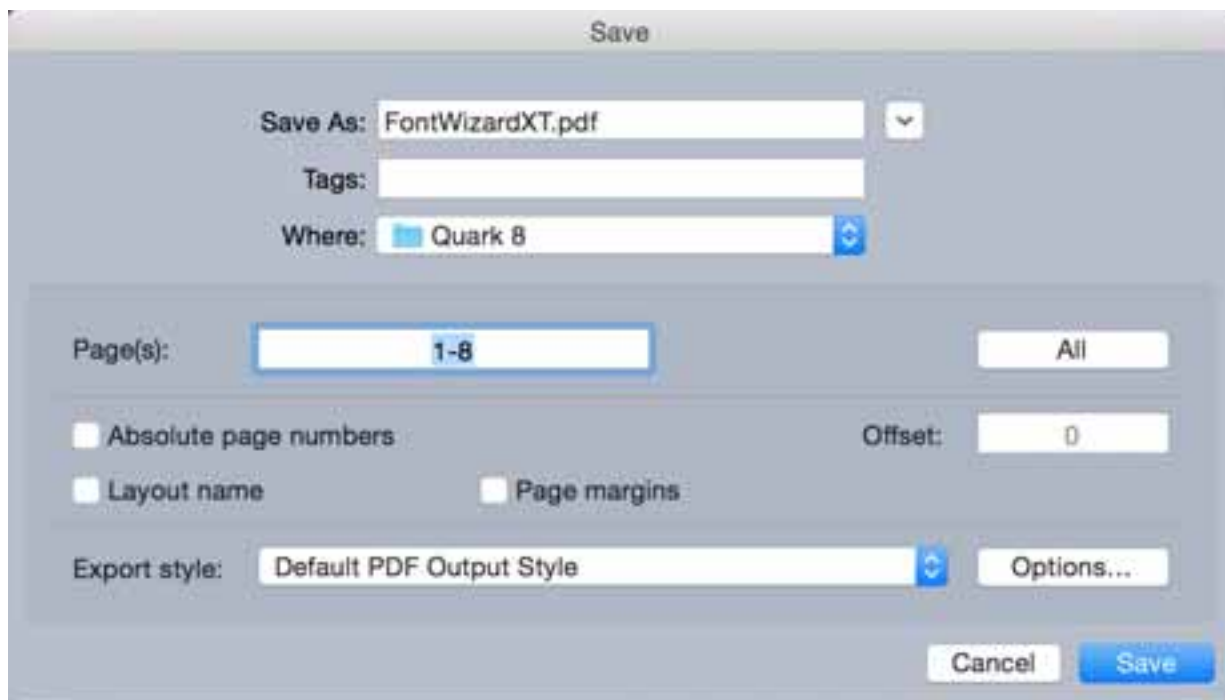 Save
Save As: FontWizardXT.pdf
Tags:
Where: Quark 8
Page(s): 1-8 All
Absolute page numbers Offset: 0
Layout name Page margins
Export style: Default PDF Output Style Options...
Cancel Save